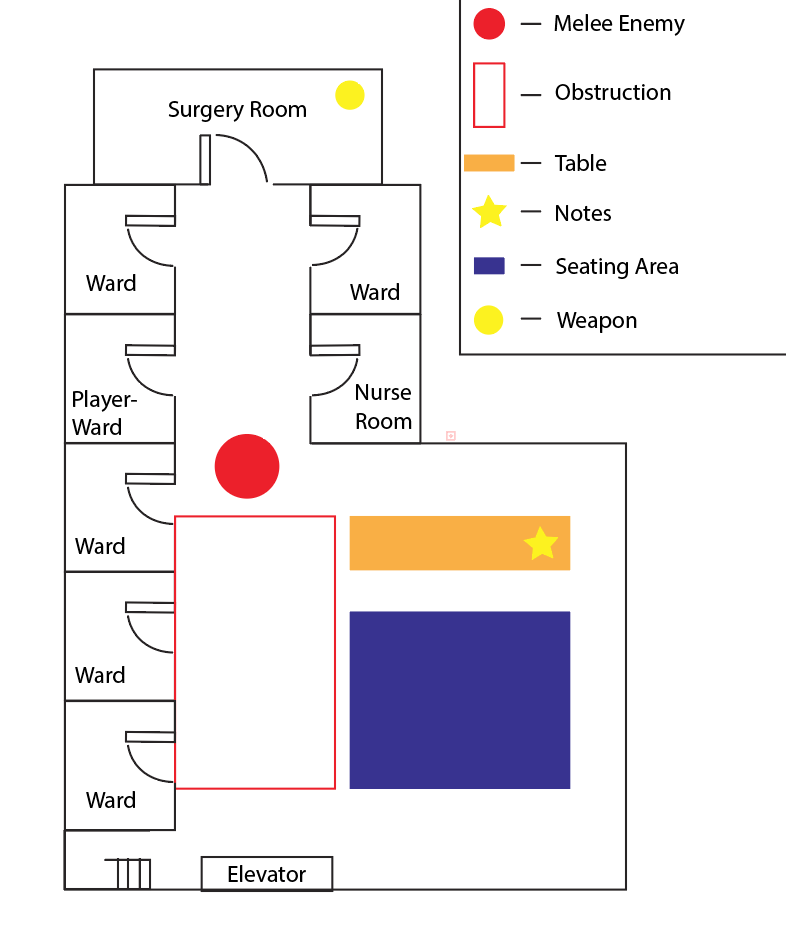 Melee Enemy
Obstruction
Table
Notes
Seating Area
Weapon
Surgery Room
Ward
Ward
Player-
Ward
Nurse
Room
Ward
Ward
Ward
Elevator